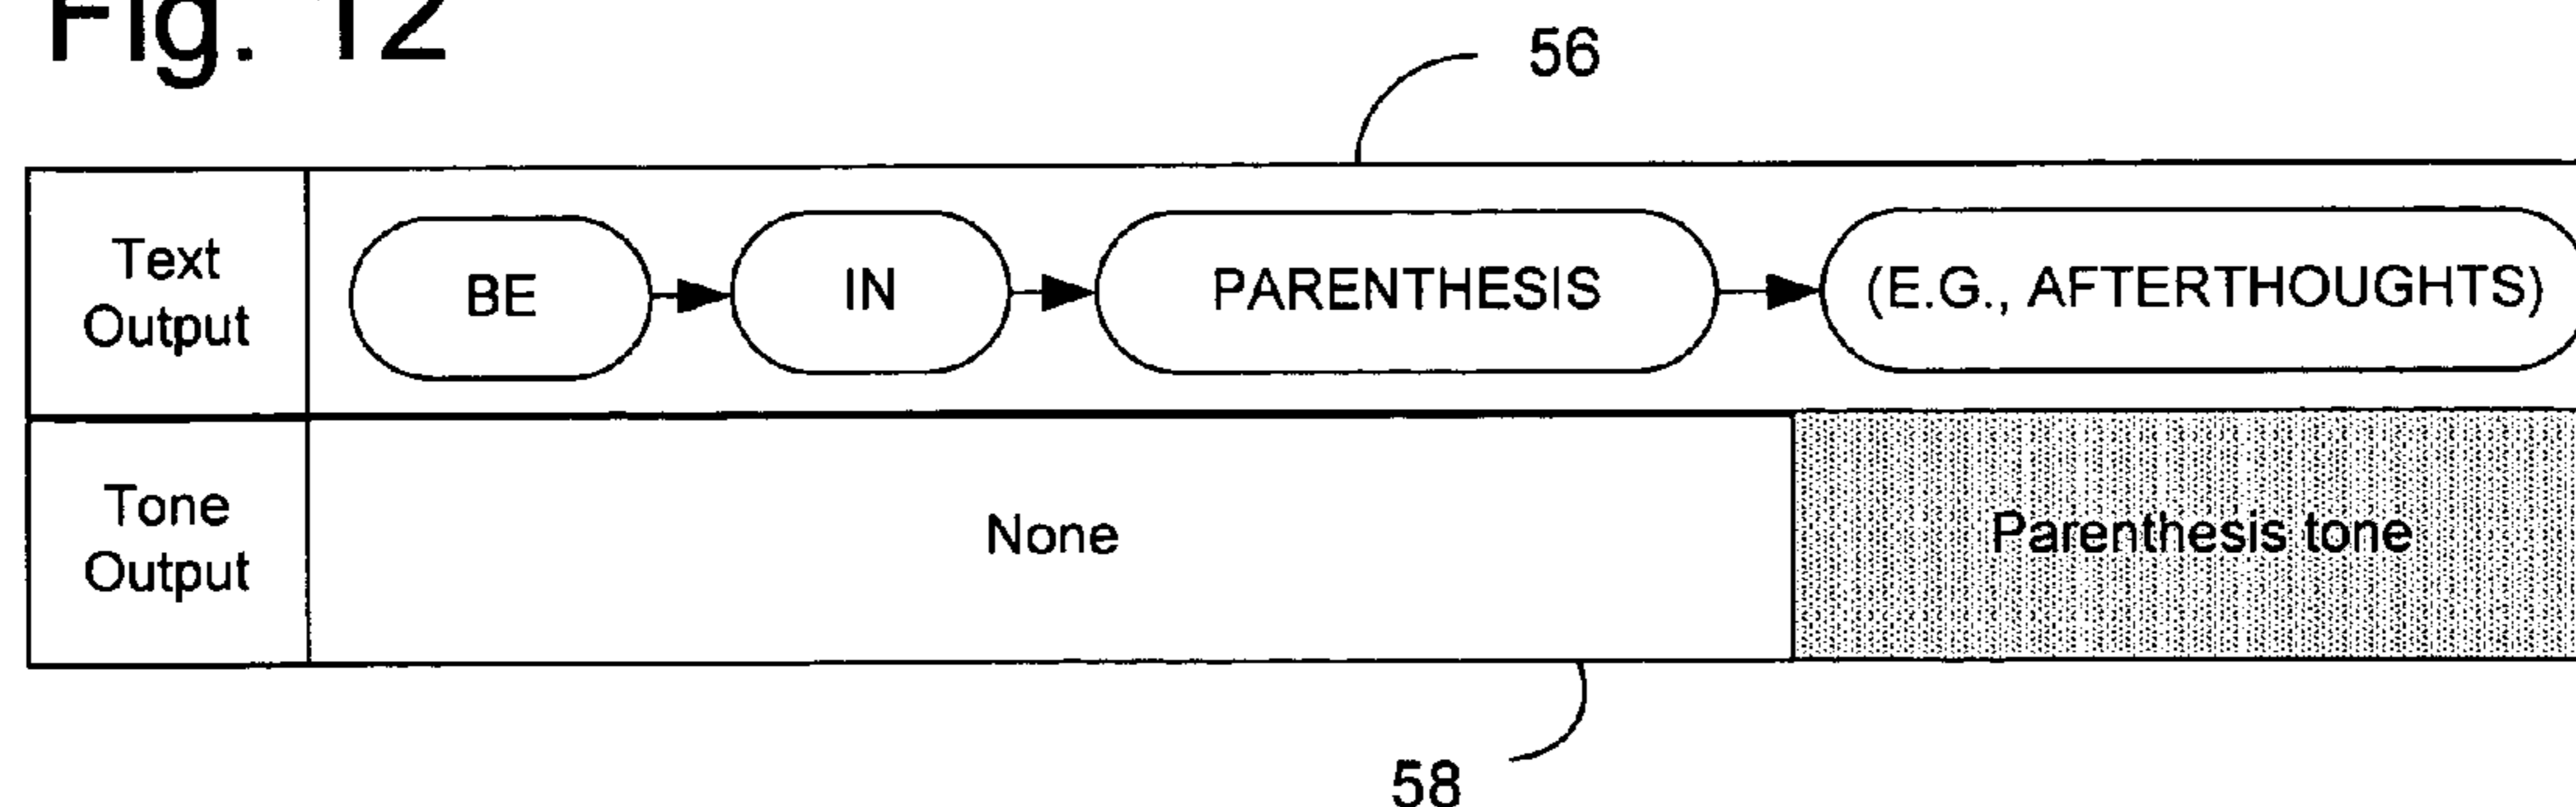 Fig. 12
56
Text
Output
BE IN PARENTHESIS (E.G., AFTERTHOUGHTS)
Tone
Output
None
Parenthesis tone
58